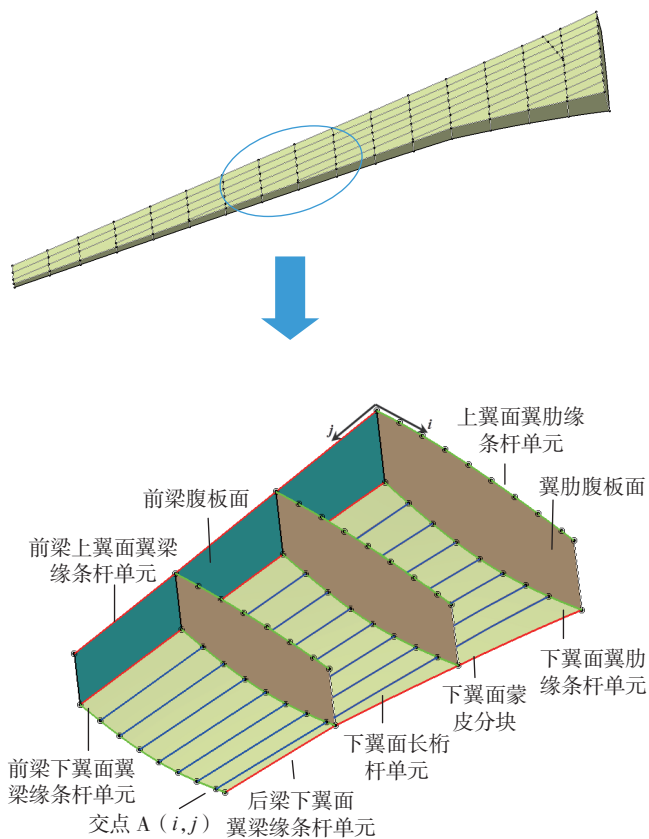 j
i
上翼面翼肋缘
条杆单元
前梁腹板面
翼肋腹板面
前梁上翼面翼梁
缘条杆单元
下翼面翼肋
缘条杆单元
下翼面蒙
皮分块
下翼面长桁
杆单元
前梁下翼面翼
梁缘条杆单元
后梁下翼面
翼梁缘条杆单元
交点 A（i,j）